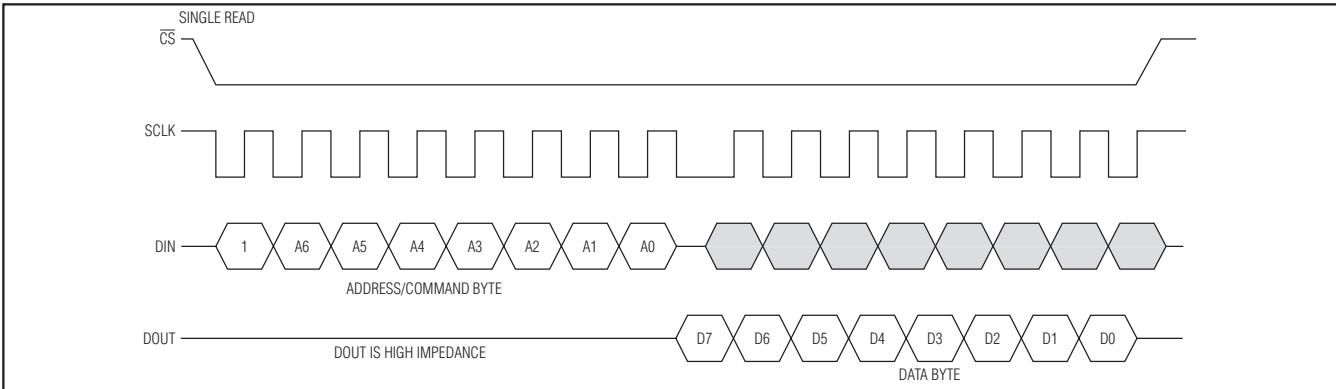 SINGLE READ
CS
SCLK
DIN
1 A6 A5 A4 A3 A2 A1 A0
ADDRESS/COMMAND BYTE
DOUT
DOUT IS HIGH IMPEDANCE
D7 D6 D5 D4 D3 D2 D1 D0
DATA BYTE